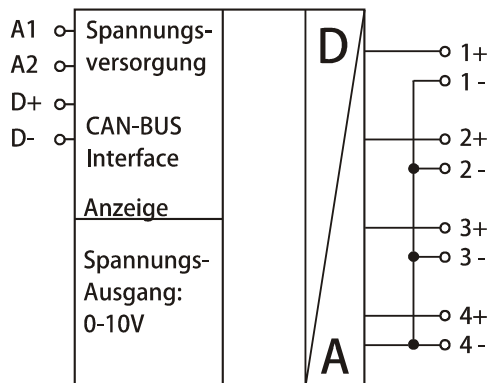 A1
Spannungs-
A2
versorgung
D+
D-
CAN-BUS
Interface
Anzeige
Spannungs-
Ausgang:
0-10V
D
A
1+
1 -
2+
2 -
3+
3 -
4+
4 -